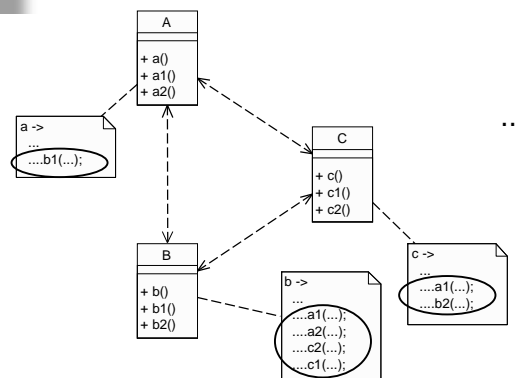 A
+ a()
+ a1()
+ a2()
a ->
...
....b1(...);
..
C
+ c()
+ c1()
+ c2()
B
+ b()
+ b1()
+ b2()
c ->
...
....a1(...);
....b2(...);
b ->
...
....a1(...);
....a2(...);
....c2(...);
....c1(...);